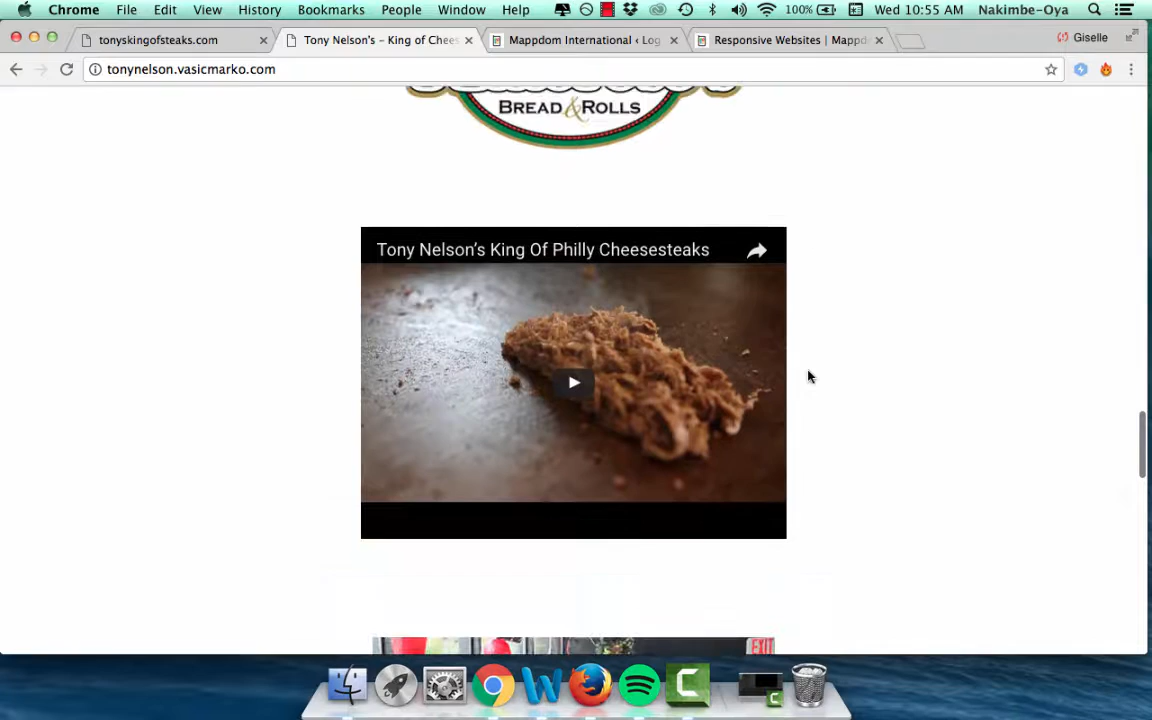 Chrome File Edit View History Bookmarks People Window Help 100% Wed 10:55 AM Nakimbe-Oya
tonyskingofsteaks.com Tony Nelson's – King of Chees Mappdom International ‹ Log Responsive Websites | Mappd Giselle
tonynelson.vasicmarko.com
BREAD & ROLLS
Tony Nelson's King Of Philly Cheesesteaks
EXIT